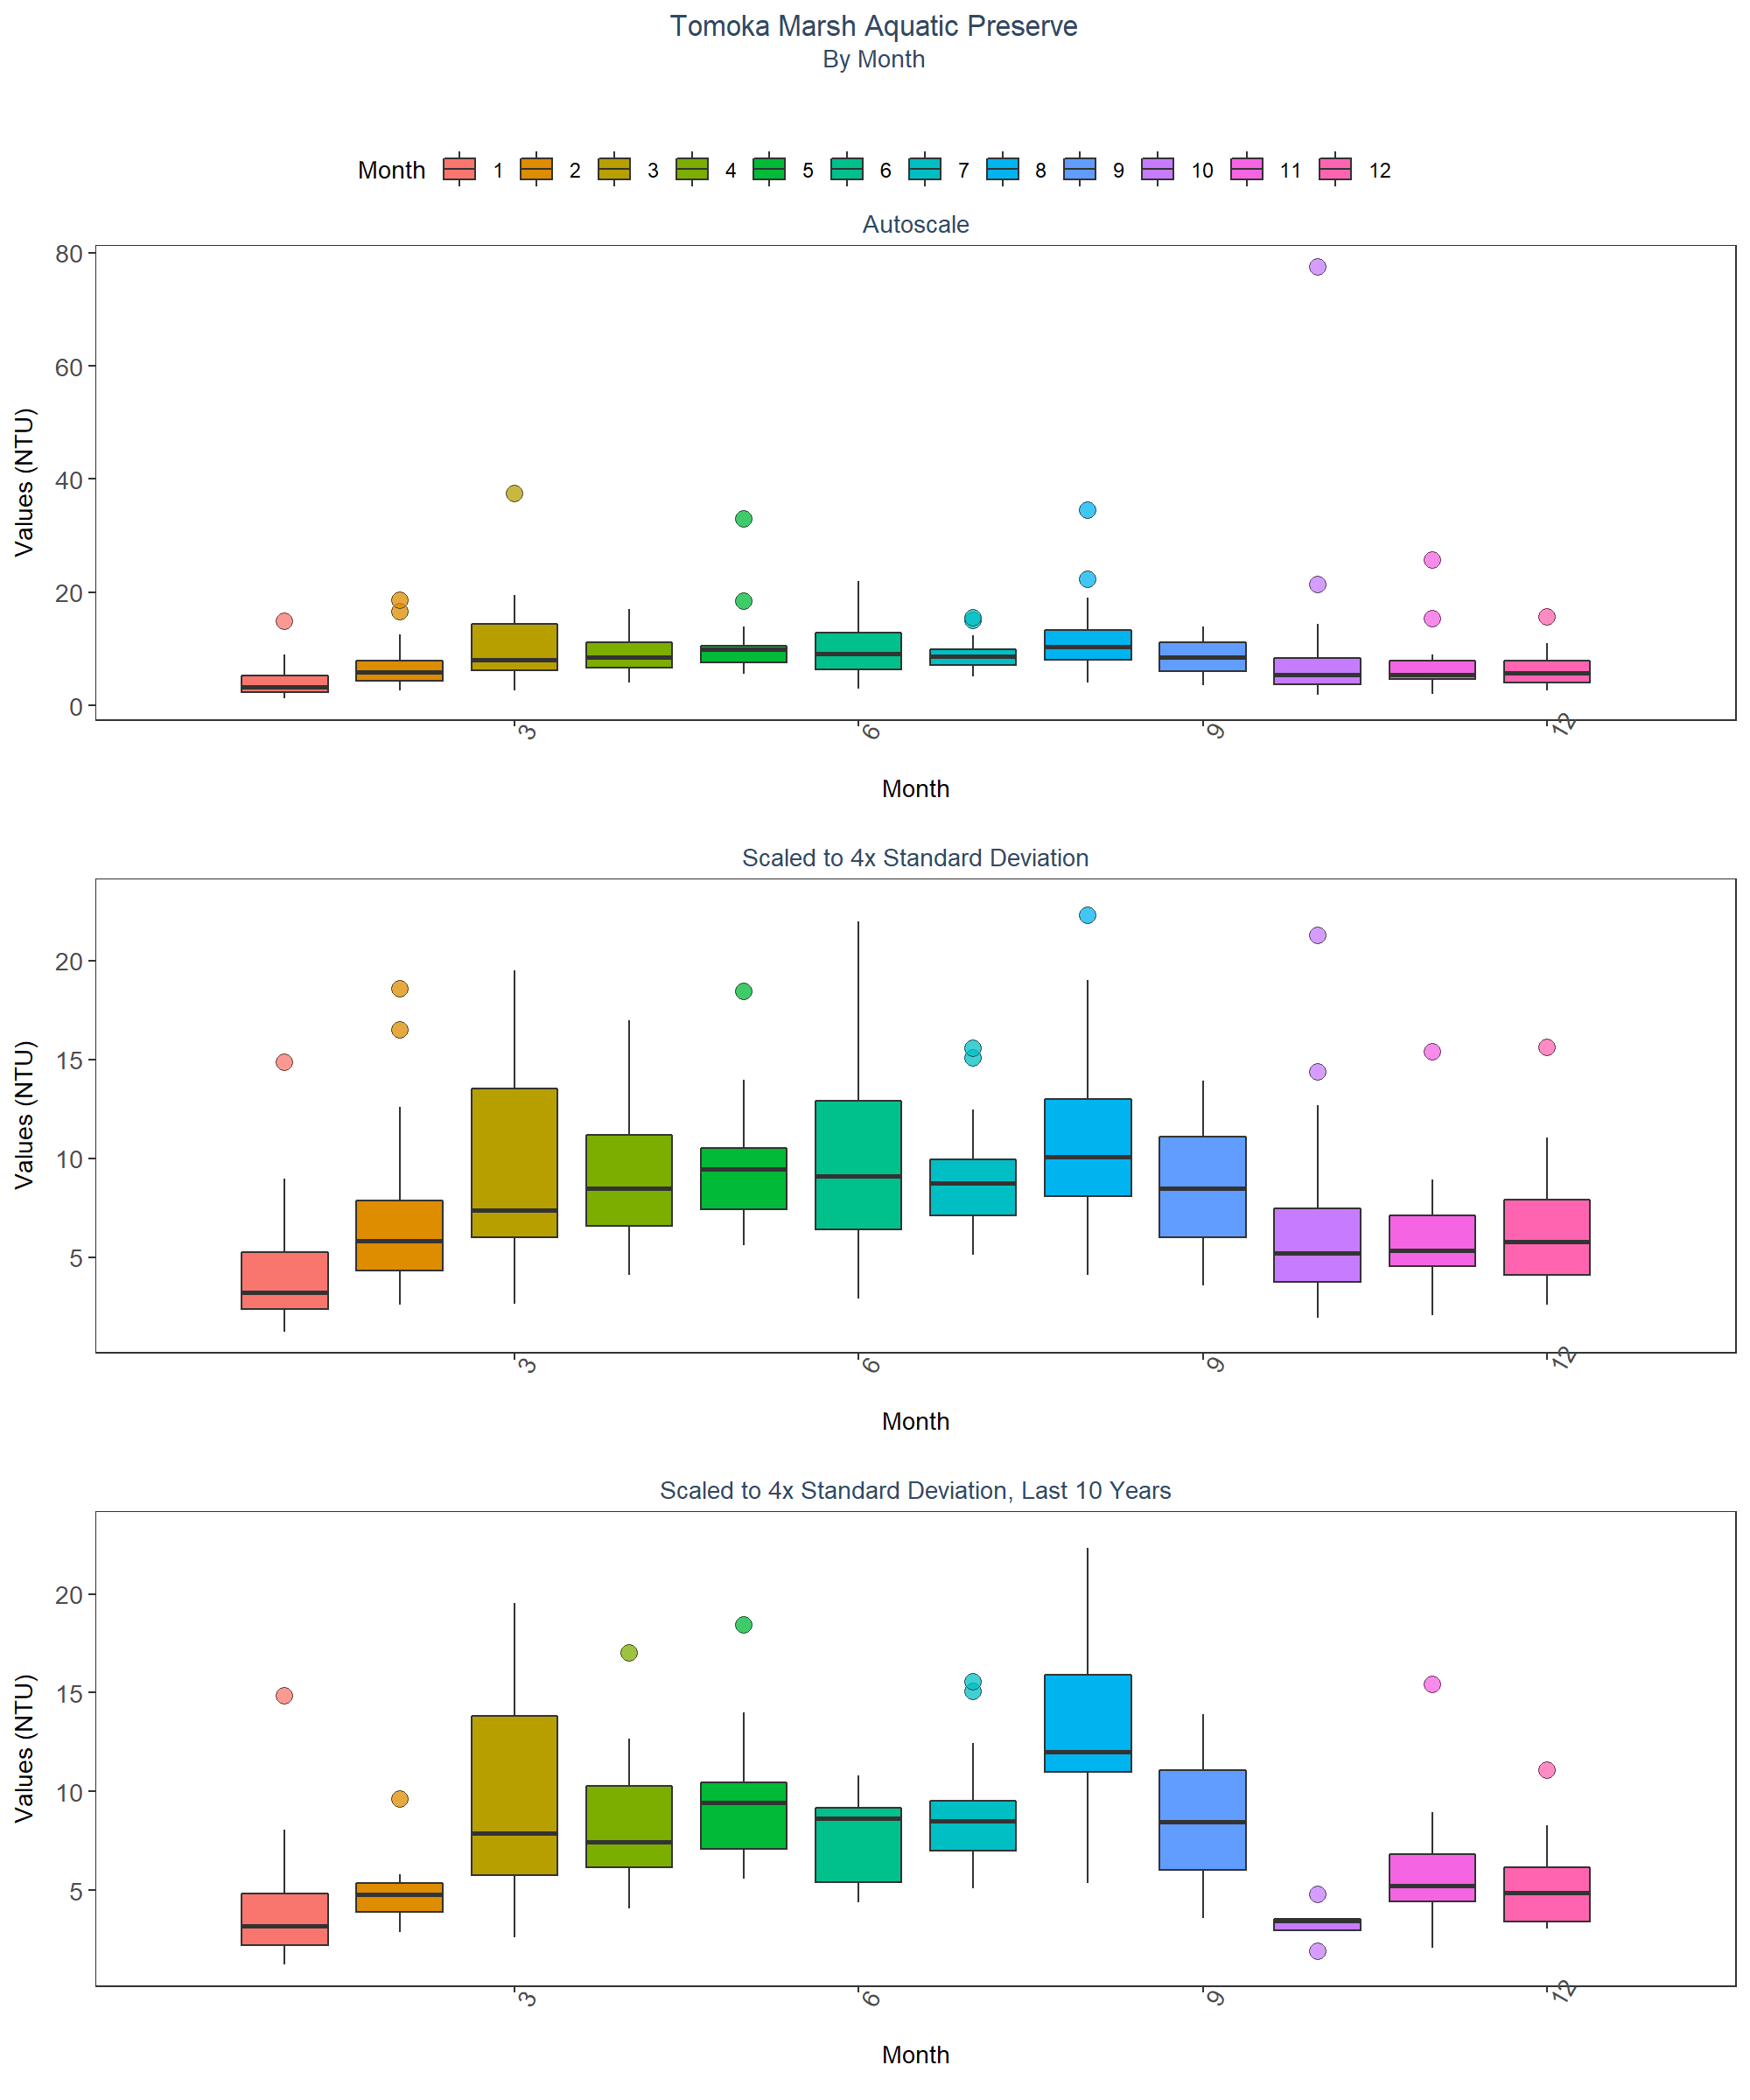 Tomoka Marsh Aquatic Preserve
By Month
Month 1 2 3 4 5 6 7 8 9 10 11 12
Autoscale
80
60
40
20
0
Values (NTU)
3 6 9 12
Month
Scaled to 4x Standard Deviation
20
15
10
5
Values (NTU)
3 6 9 12
Month
Scaled to 4x Standard Deviation, Last 10 Years
20
15
10
5
Values (NTU)
3 6 9 12
Month